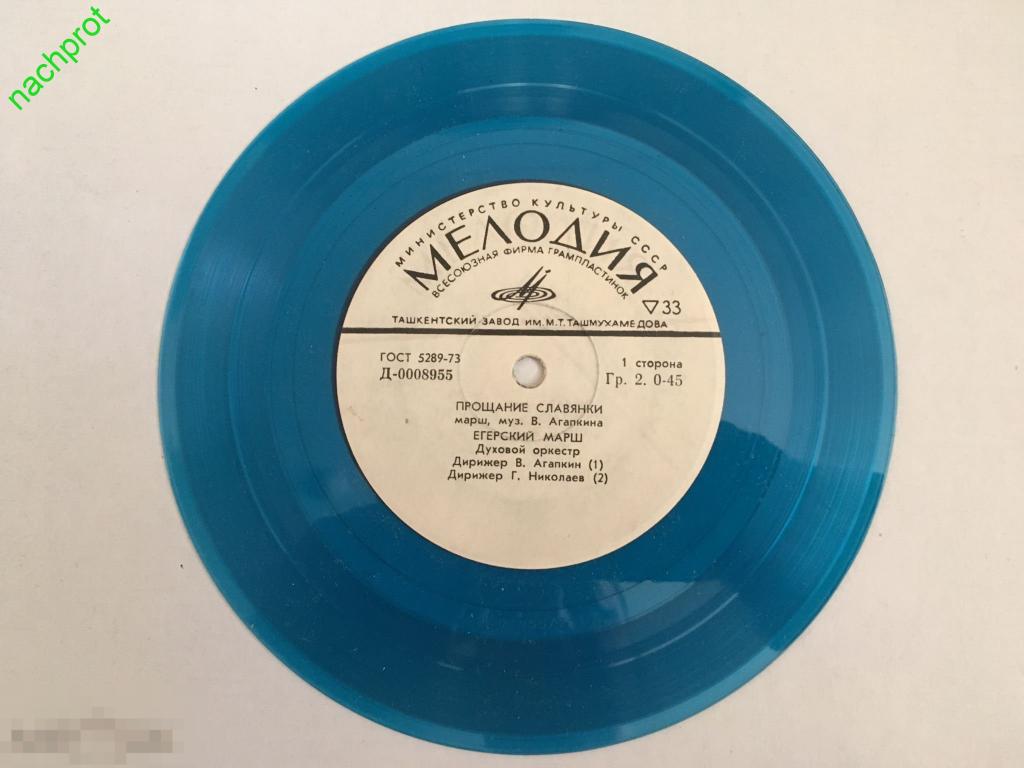 nachprot
МИНИСТЕРСТВО КУЛЬТУРЫ СССР
МЕЛОДИЯ
ВСЕСОЮЗНАЯ ФИРМА ГРАМПЛАСТИНОК
▽33
ТАШКЕНТСКИЙ ЗАВОД ИМ. М.Т. ТАШМУХАМЕДОВА
ГОСТ 5289-73
Д-0008955
1 сторона
Гр. 2. 0-45
ПРОЩАНИЕ СЛАВЯНКИ
марш, муз. В. Агапкина
ЕГЕРСКИЙ МАРШ
Духовой оркестр
Дирижер В. Агапкин (1)
Дирижер Г. Николаев (2)